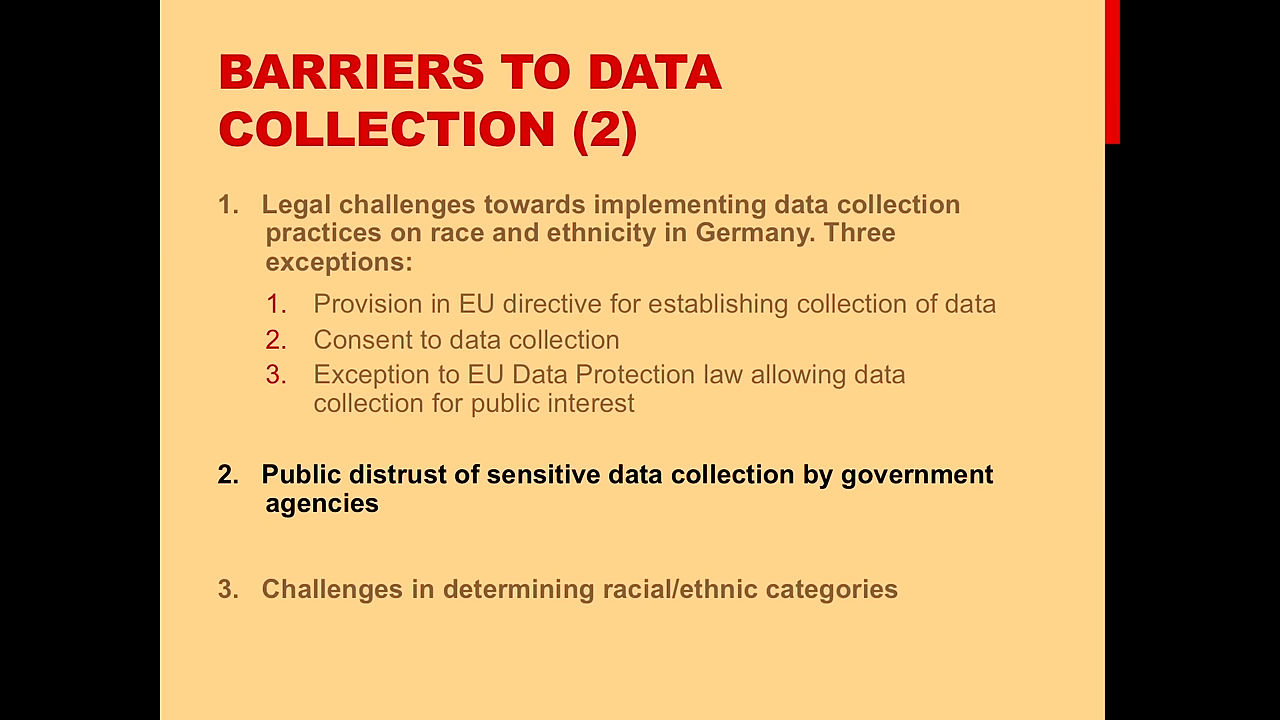 BARRIERS TO DATA
COLLECTION (2)
1. Legal challenges towards implementing data collection
practices on race and ethnicity in Germany. Three
exceptions:
1. Provision in EU directive for establishing collection of data
2. Consent to data collection
3. Exception to EU Data Protection law allowing data
collection for public interest
2. Public distrust of sensitive data collection by government
agencies
3. Challenges in determining racial/ethnic categories